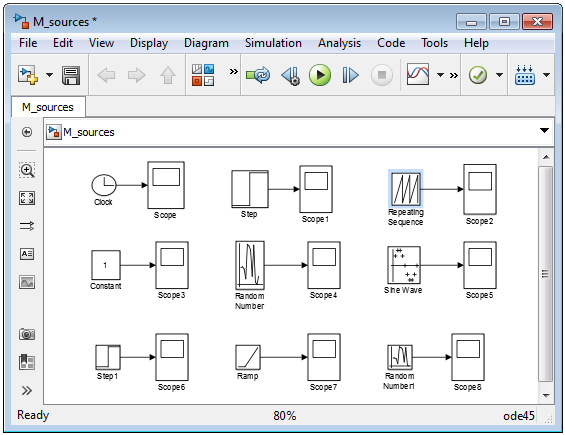 M_sources *
File Edit View Display Diagram Simulation Analysis Code Tools Help
M_sources
M_sources
Clock
Scope
Step
Scope1
Repeating
Sequence
Scope2
1
Constant
Scope3
Random
Number
Scope4
Sine Wave
Scope5
Step1
Scope6
Ramp
Scope7
Random
Number1
Scope8
Ready 80% ode45